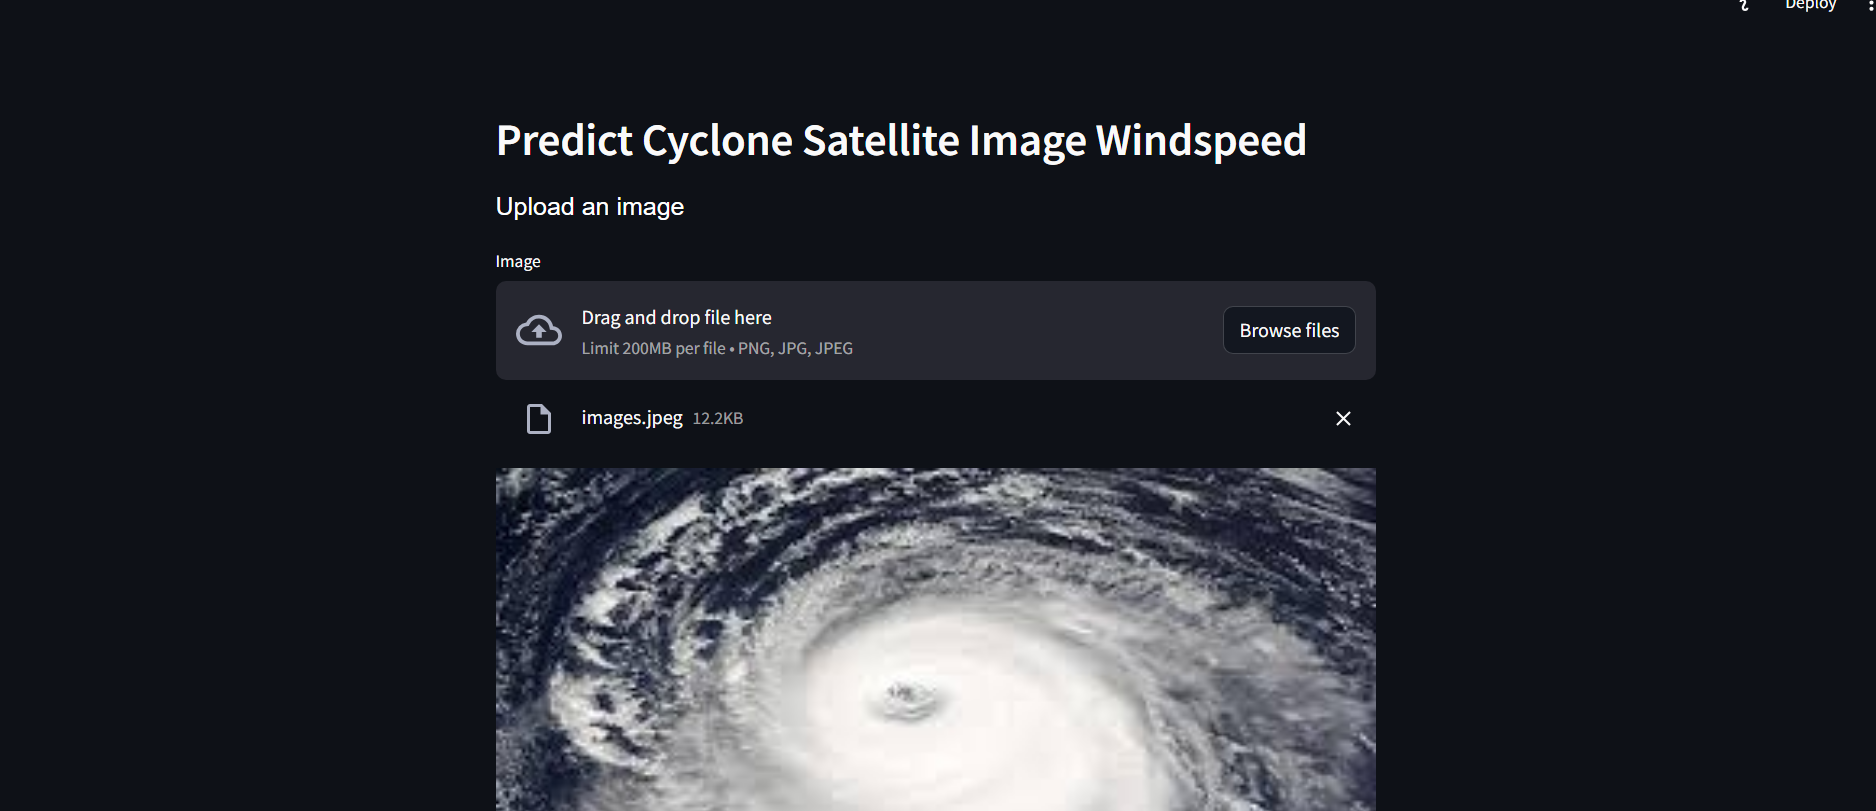 Deploy
Predict Cyclone Satellite Image Windspeed
Upload an image
Image
Drag and drop file here
Limit 200MB per file • PNG, JPG, JPEG
Browse files
images.jpeg 12.2KB